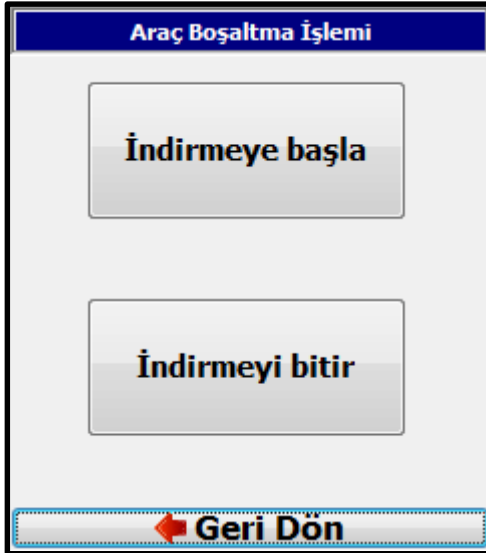 Araç Boşaltma İşlemi
İndirmeye başla
İndirmeyi bitir
Geri Dön